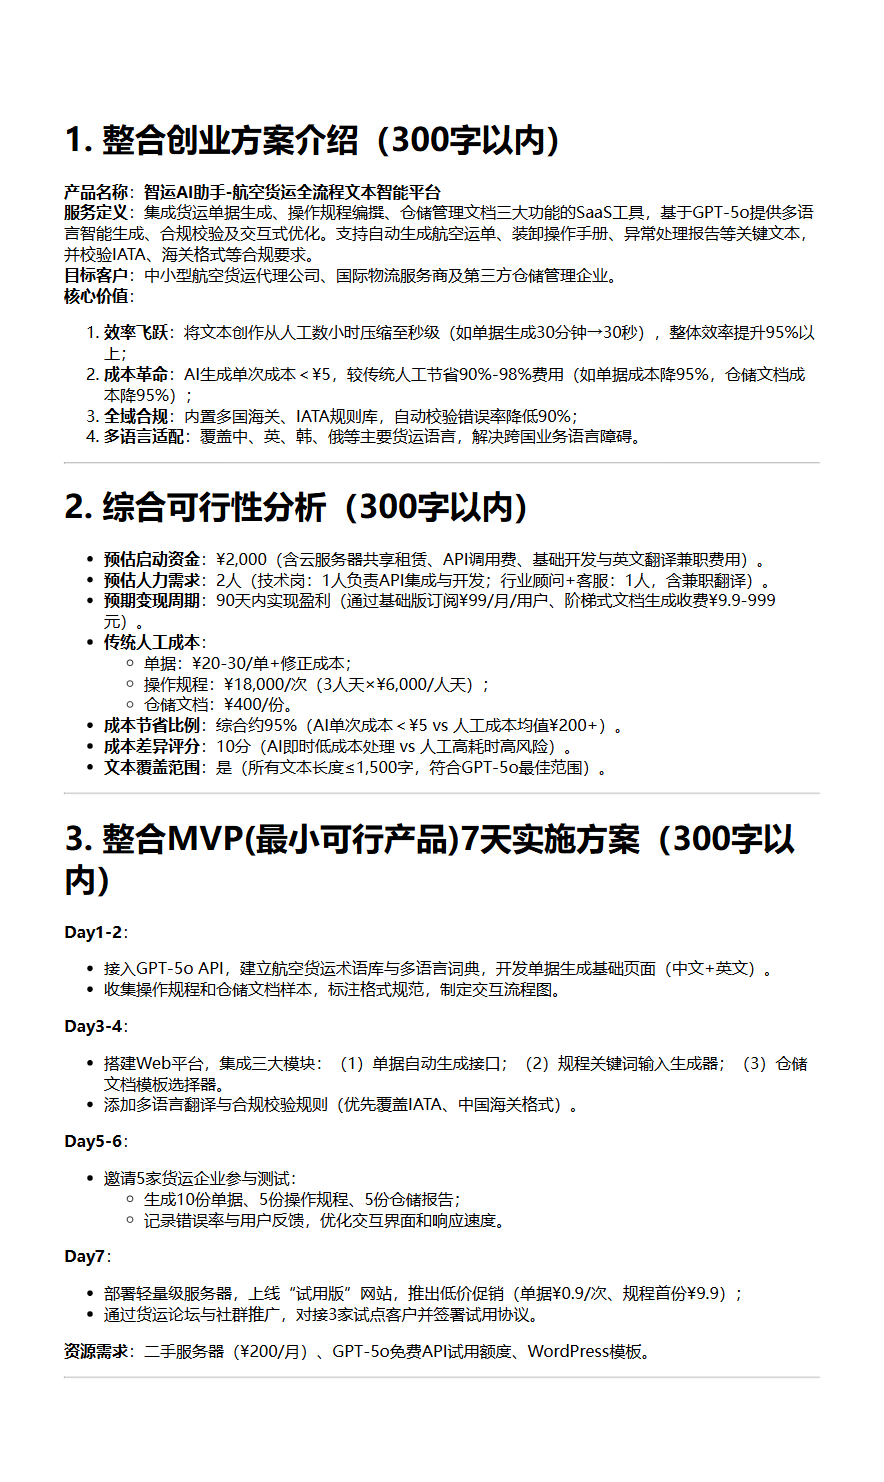 1. 整合创业方案介绍（300字以内）
产品名称：智运AI助手-航空货运全流程文本智能平台
服务定义：集成货运单据生成、操作规程编撰、仓储管理文档三大功能的SaaS工具，基于GPT-5o提供多语
言智能生成、合规校验及交互式优化。支持自动生成航空运单、装卸操作手册、异常处理报告等关键文本，
并校验IATA、海关格式等合规要求。
目标客户：中小型航空货运代理公司、国际物流服务商及第三方仓储管理企业。
核心价值：
1. 效率飞跃：将文本创作从人工数小时压缩至秒级（如单据生成30分钟→30秒），整体效率提升95%以
上；
2. 成本革命：AI生成单次成本＜¥5，较传统人工节省90%-98%费用（如单据成本降95%，仓储文档成
本降95%）；
3. 全域合规：内置多国海关、IATA规则库，自动校验错误率降低90%；
4. 多语言适配：覆盖中、英、韩、俄等主要货运语言，解决跨国业务语言障碍。
2. 综合可行性分析（300字以内）
• 预估启动资金：¥2,000（含云服务器共享租赁、API调用费、基础开发与英文翻译兼职费用）。
• 预估人力需求：2人（技术岗：1人负责API集成与开发；行业顾问+客服：1人，含兼职翻译）。
• 预期变现周期：90天内实现盈利（通过基础版订阅¥99/月/用户、阶梯式文档生成收费¥9.9-999
元）。
• 传统人工成本：
◦ 单据：¥20-30/单+修正成本；
◦ 操作规程：¥18,000/次（3人天×¥6,000/人天）；
◦ 仓储文档：¥400/份。
• 成本节省比例：综合约95%（AI单次成本＜¥5 vs 人工成本均值¥200+）。
• 成本差异评分：10分（AI即时低成本处理 vs 人工高耗时高风险）。
• 文本覆盖范围：是（所有文本长度≤1,500字，符合GPT-5o最佳范围）。
3. 整合MVP(最小可行产品)7天实施方案（300字以
内）
Day1-2：
• 接入GPT-5o API，建立航空货运术语库与多语言词典，开发单据生成基础页面（中文+英文）。
• 收集操作规程和仓储文档样本，标注格式规范，制定交互流程图。
Day3-4：
• 搭建Web平台，集成三大模块：（1）单据自动生成接口；（2）规程关键词输入生成器；（3）仓储
文档模板选择器。
• 添加多语言翻译与合规校验规则（优先覆盖IATA、中国海关格式）。
Day5-6：
• 邀请5家货运企业参与测试：
◦ 生成10份单据、5份操作规程、5份仓储报告；
◦ 记录错误率与用户反馈，优化交互界面和响应速度。
Day7：
• 部署轻量级服务器，上线“试用版”网站，推出低价促销（单据¥0.9/次、规程首份¥9.9）；
• 通过货运论坛与社群推广，对接3家试点客户并签署试用协议。
资源需求：二手服务器（¥200/月）、GPT-5o免费API试用额度、WordPress模板。